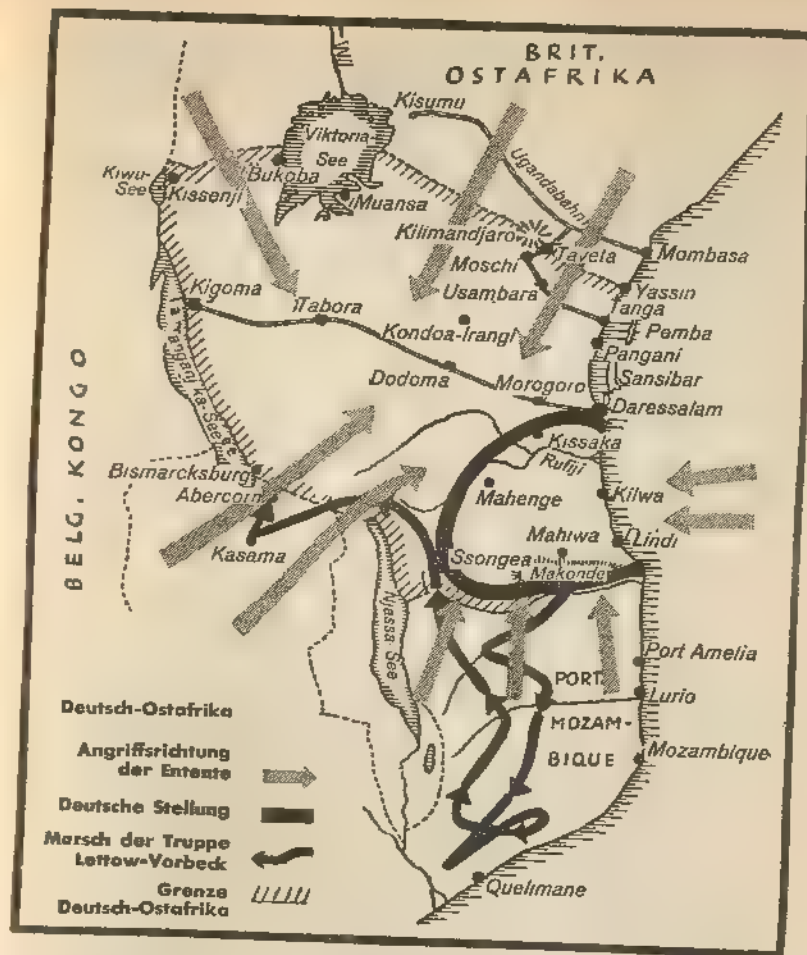 BRIT.
OSTAFRIKA
Kisumu
Viktoria-
See
Ugandabahn
Kiwu-
See
Kissenji
Bukoba
Muansa
Kilimandjaro
Taveta
Mombasa
Moschi
Usambara
Yassin
Kigoma
Tabora
Tanga
Kondoa-Irangi
Pemba
Pangani
Dodoma
Morogoro
Sansibar
Daressalam
Tanganjika-See
BELG. KONGO
Kissaka
Rufiji
Bismarcksburg
Abercorn
Mahenge
Kilwa
Kasama
Mahiwa
Lindi
Ssongea
Makonde
Njassa-See
Port Amelia
PORT.
Lurio
MOZAM-
BIQUE
Mozambique
Quelimane
Deutsch-Ostafrika
Angriffsrichtung
der Entente
Deutsche Stellung
Marsch der Truppe
Lettow-Vorbeck
Grenze
Deutsch-Ostafrika